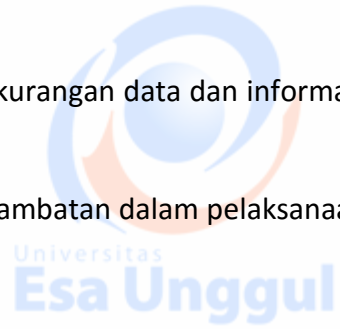 kurangan data dan informa
ambatan dalam pelaksanaa
Universitas
Esa Unggul